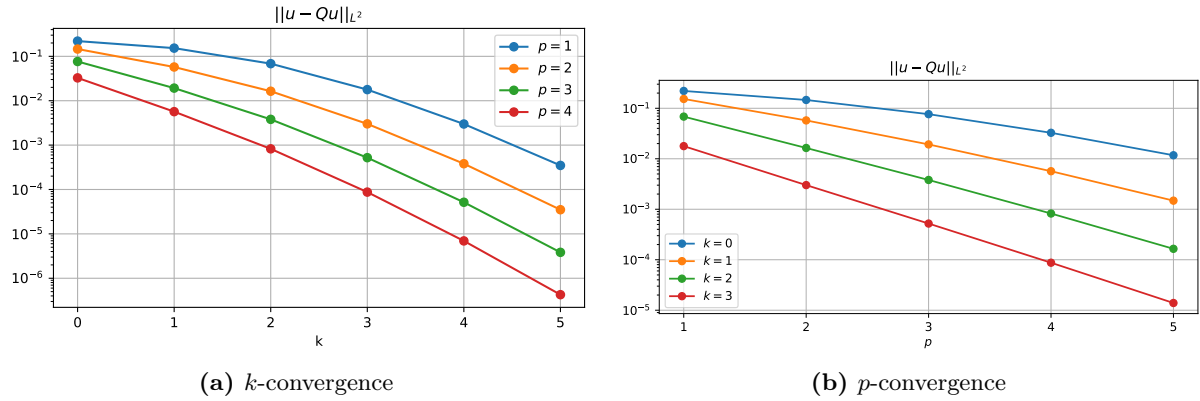 ||u − Qu||_{L²}
10⁻¹
10⁻²
10⁻³
10⁻⁴
10⁻⁵
10⁻⁶
p = 1
p = 2
p = 3
p = 4
0 1 2 3 4 5
k
(a) k-convergence
||u − Qu||_{L²}
10⁻¹
10⁻²
10⁻³
10⁻⁴
10⁻⁵
k = 0
k = 1
k = 2
k = 3
1 2 3 4 5
p
(b) p-convergence